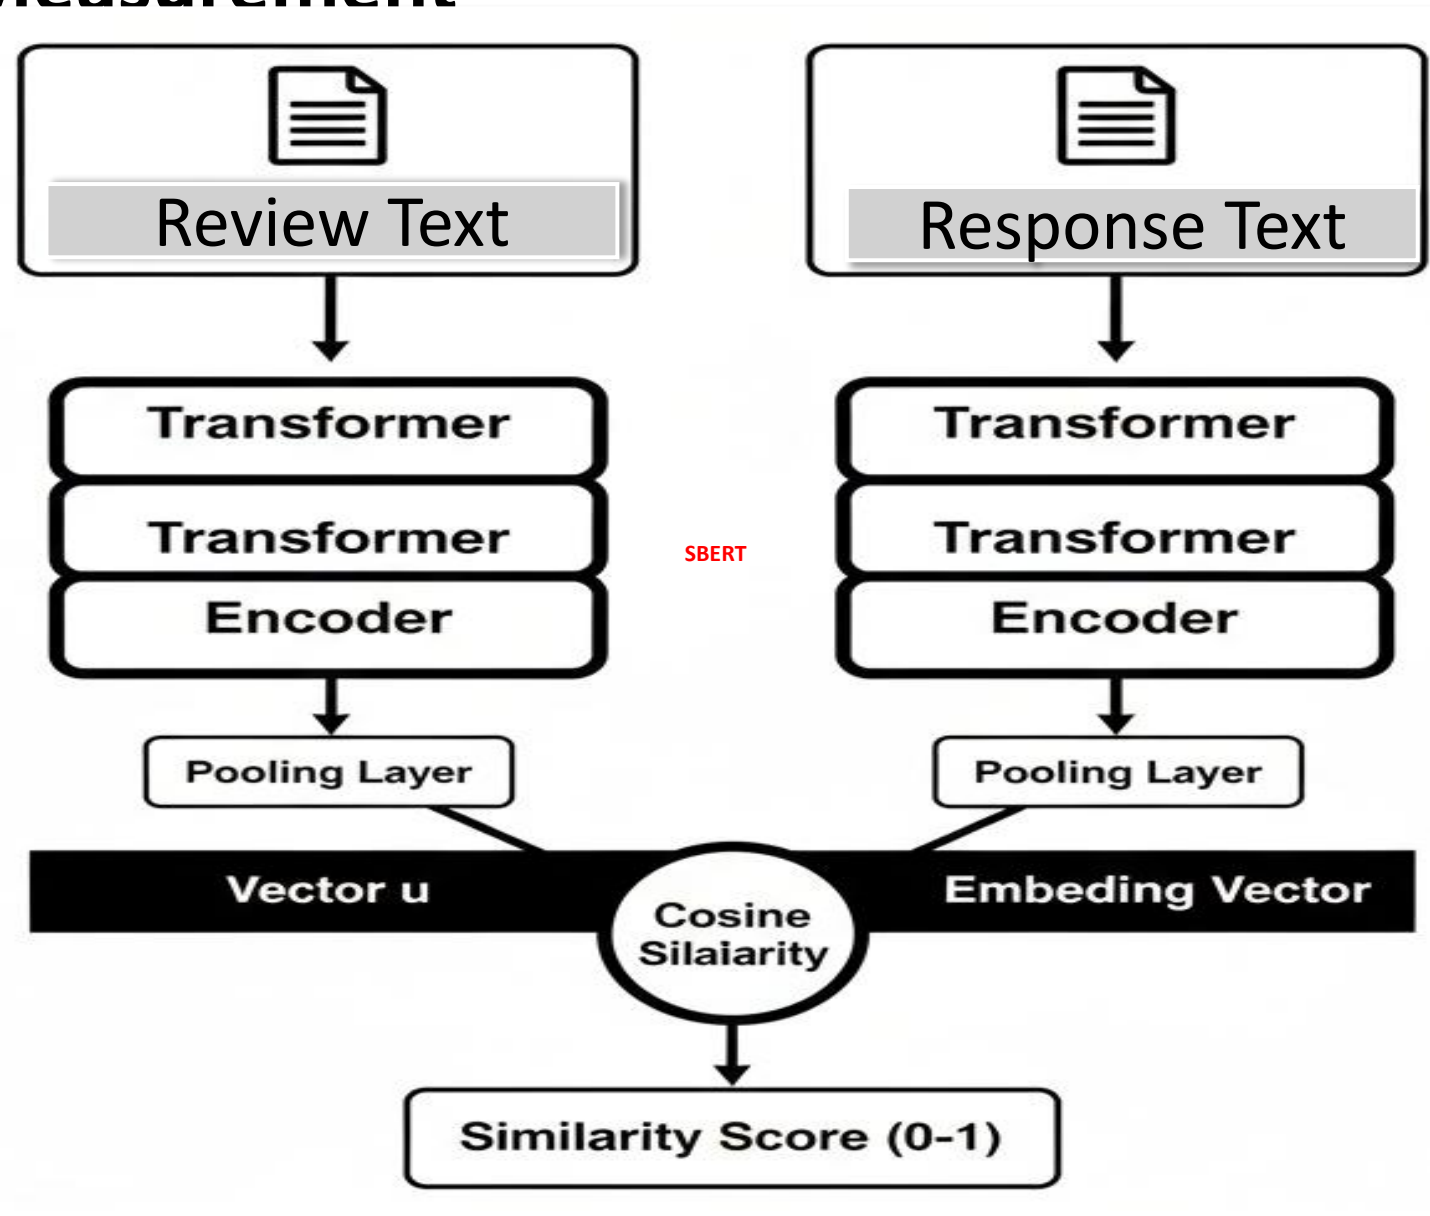 Measurement
Review Text
Response Text
Transformer
Transformer
Encoder
Transformer
Transformer
Encoder
SBERT
Pooling Layer
Pooling Layer
Vector u
Embeding Vector
Cosine
Silaiarity
Similarity Score (0-1)